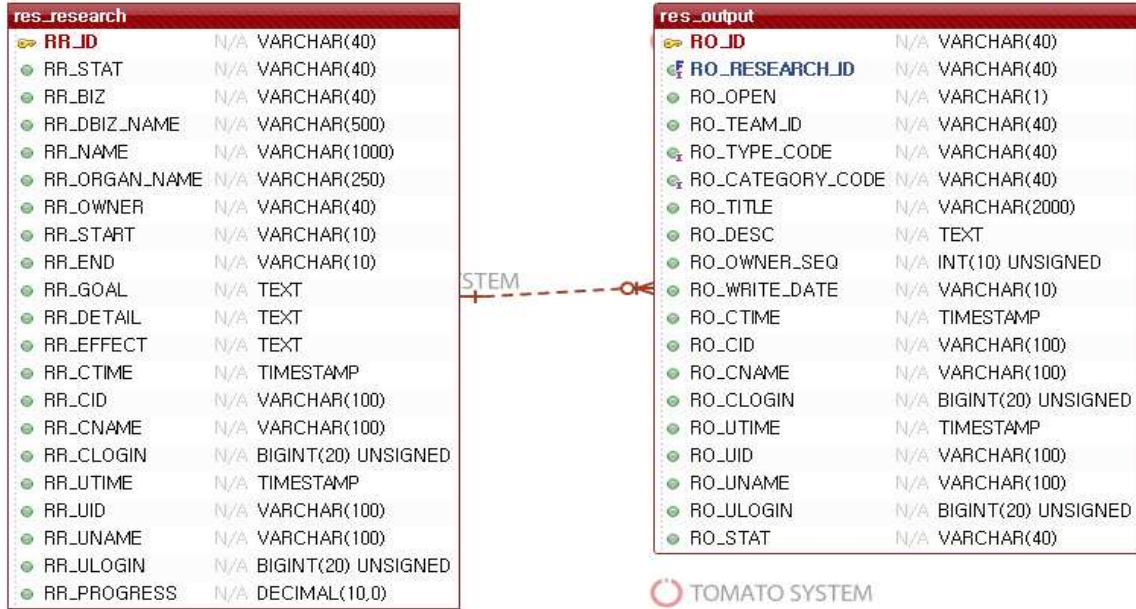 res_research
RR_ID N/A VARCHAR(40)
RR_STAT N/A VARCHAR(40)
RR_BIZ N/A VARCHAR(40)
RR_DBIZ_NAME N/A VARCHAR(500)
RR_NAME N/A VARCHAR(1000)
RR_ORGAN_NAME N/A VARCHAR(250)
RR_OWNER N/A VARCHAR(40)
RR_START N/A VARCHAR(10)
RR_END N/A VARCHAR(10)
RR_GOAL N/A TEXT
RR_DETAIL N/A TEXT
RR_EFFECT N/A TEXT
RR_CTIME N/A TIMESTAMP
RR_CID N/A VARCHAR(100)
RR_CNAME N/A VARCHAR(100)
RR_CLOGIN N/A BIGINT(20) UNSIGNED
RR_UTIME N/A TIMESTAMP
RR_UID N/A VARCHAR(100)
RR_UNAME N/A VARCHAR(100)
RR_ULOGIN N/A BIGINT(20) UNSIGNED
RR_PROGRESS N/A DECIMAL(10,0)
STEM
res_output
RO_ID N/A VARCHAR(40)
RO_RESEARCH_ID N/A VARCHAR(40)
RO_OPEN N/A VARCHAR(1)
RO_TEAM_ID N/A VARCHAR(40)
RO_TYPE_CODE N/A VARCHAR(40)
RO_CATEGORY_CODE N/A VARCHAR(40)
RO_TITLE N/A VARCHAR(2000)
RO_DESC N/A TEXT
RO_OWNER_SEQ N/A INT(10) UNSIGNED
RO_WRITE_DATE N/A VARCHAR(10)
RO_CTIME N/A TIMESTAMP
RO_CID N/A VARCHAR(100)
RO_CNAME N/A VARCHAR(100)
RO_CLOGIN N/A BIGINT(20) UNSIGNED
RO_UTIME N/A TIMESTAMP
RO_UID N/A VARCHAR(100)
RO_UNAME N/A VARCHAR(100)
RO_ULOGIN N/A BIGINT(20) UNSIGNED
RO_STAT N/A VARCHAR(40)
TOMATO SYSTEM